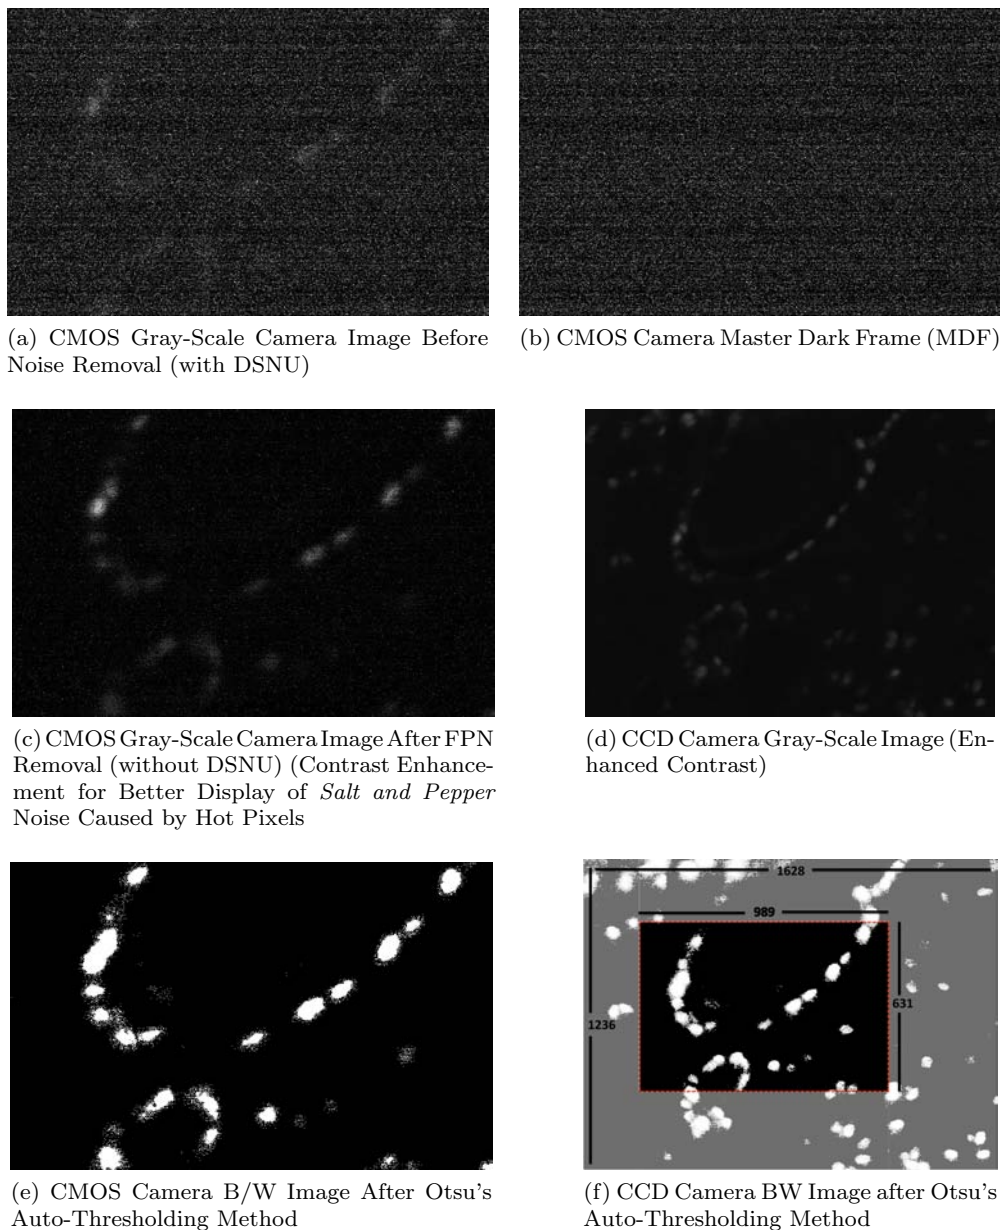 (a) CMOS Gray-Scale Camera Image Before
Noise Removal (with DSNU)
(b) CMOS Camera Master Dark Frame (MDF)
(c) CMOS Gray-Scale Camera Image After FPN
Removal (without DSNU) (Contrast Enhance-
ment for Better Display of Salt and Pepper
Noise Caused by Hot Pixels
(d) CCD Camera Gray-Scale Image (En-
hanced Contrast)
1628
989
631
1236
(e) CMOS Camera B/W Image After Otsu's
Auto-Thresholding Method
(f) CCD Camera BW Image after Otsu's
Auto-Thresholding Method